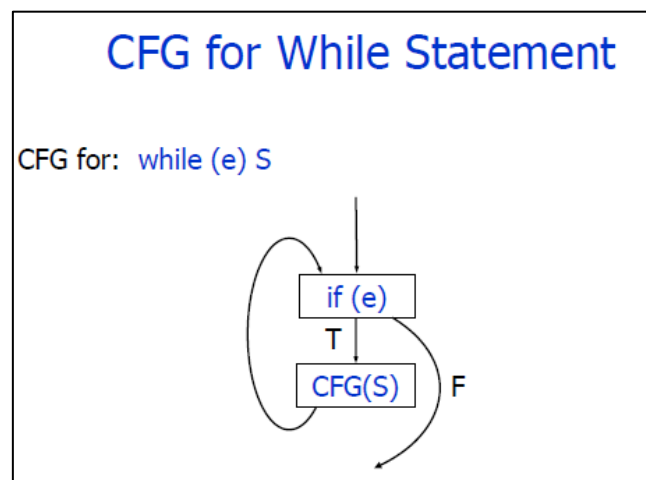 CFG for While Statement
CFG for: while (e) S
if (e)
T
CFG(S)
F